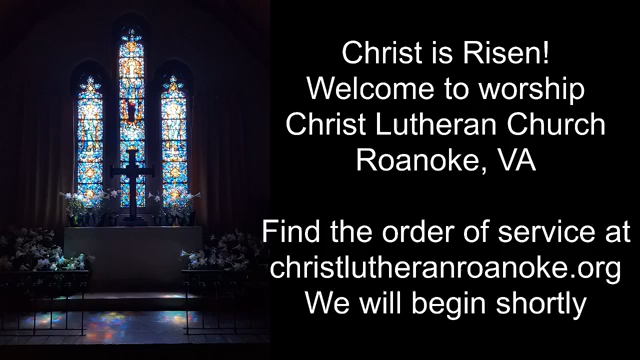 Christ is Risen!
Welcome to worship
Christ Lutheran Church
Roanoke, VA
Find the order of service at
christlutheranroanoke.org
We will begin shortly